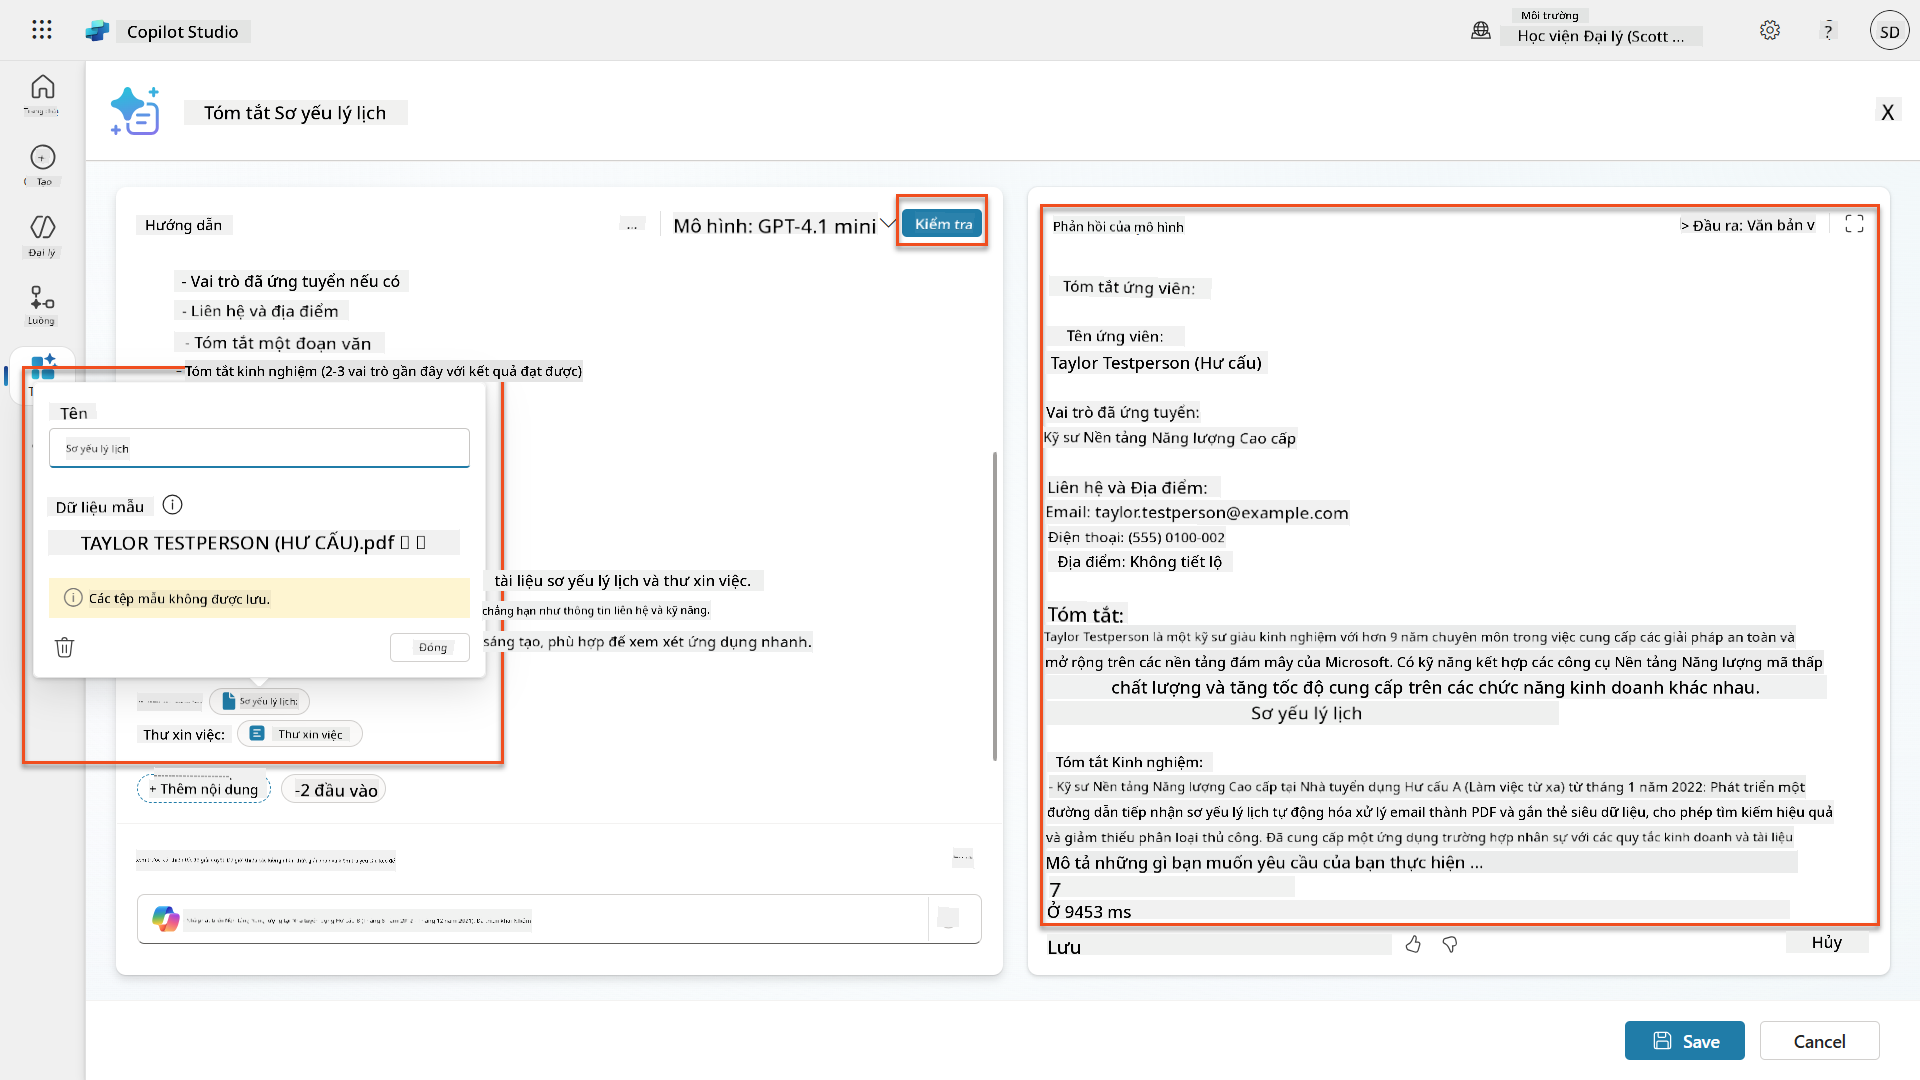 Copilot Studio
Môi trường
Học viện Đại lý (Scott ...
?
SD
Tạo
Đại lý
Luồng
Tóm tắt Sơ yếu lý lịch
X
Hướng dẫn
...
Mô hình: GPT-4.1 mini
Kiểm tra
- Vai trò đã ứng tuyển nếu có
- Liên hệ và địa điểm
- Tóm tắt một đoạn văn
- Tóm tắt kinh nghiệm (2-3 vai trò gần đây với kết quả đạt được)
Tên
Sơ yếu lý lịch
Dữ liệu mẫu
TAYLOR TESTPERSON (HƯ CẤU).pdf
Các tệp mẫu không được lưu.
Đóng
tài liệu sơ yếu lý lịch và thư xin việc.
chẳng hạn như thông tin liên hệ và kỹ năng.
sáng tạo, phù hợp để xem xét ứng dụng nhanh.
Sơ yếu lý lịch:
Thư xin việc:
Thư xin việc
+ Thêm nội dung
-2 đầu vào
Phản hồi của mô hình
> Đầu ra: Văn bản v
Tóm tắt ứng viên:
Tên ứng viên:
Taylor Testperson (Hư cấu)
Vai trò đã ứng tuyển:
Kỹ sư Nền tảng Năng lượng Cao cấp
Liên hệ và Địa điểm:
Email: taylor.testperson@example.com
Điện thoại: (555) 0100-002
Địa điểm: Không tiết lộ
Tóm tắt:
Taylor Testperson là một kỹ sư giàu kinh nghiệm với hơn 9 năm chuyên môn trong việc cung cấp các giải pháp an toàn và
mở rộng trên các nền tảng đám mây của Microsoft. Có kỹ năng kết hợp các công cụ Nền tảng Năng lượng mã thấp
chất lượng và tăng tốc độ cung cấp trên các chức năng kinh doanh khác nhau.
Sơ yếu lý lịch
Tóm tắt Kinh nghiệm:
- Kỹ sư Nền tảng Năng lượng Cao cấp tại Nhà tuyển dụng Hư cấu A (Làm việc từ xa) từ tháng 1 năm 2022: Phát triển một
đường dẫn tiếp nhận sơ yếu lý lịch tự động hóa xử lý email thành PDF và gắn thẻ siêu dữ liệu, cho phép tìm kiếm hiệu quả
và giảm thiểu phân loại thủ công. Đã cung cấp một ứng dụng trường hợp nhân sự với các quy tắc kinh doanh và tài liệu
Mô tả những gì bạn muốn yêu cầu của bạn thực hiện ...
7
Ở 9453 ms
Lưu
Hủy
Save
Cancel